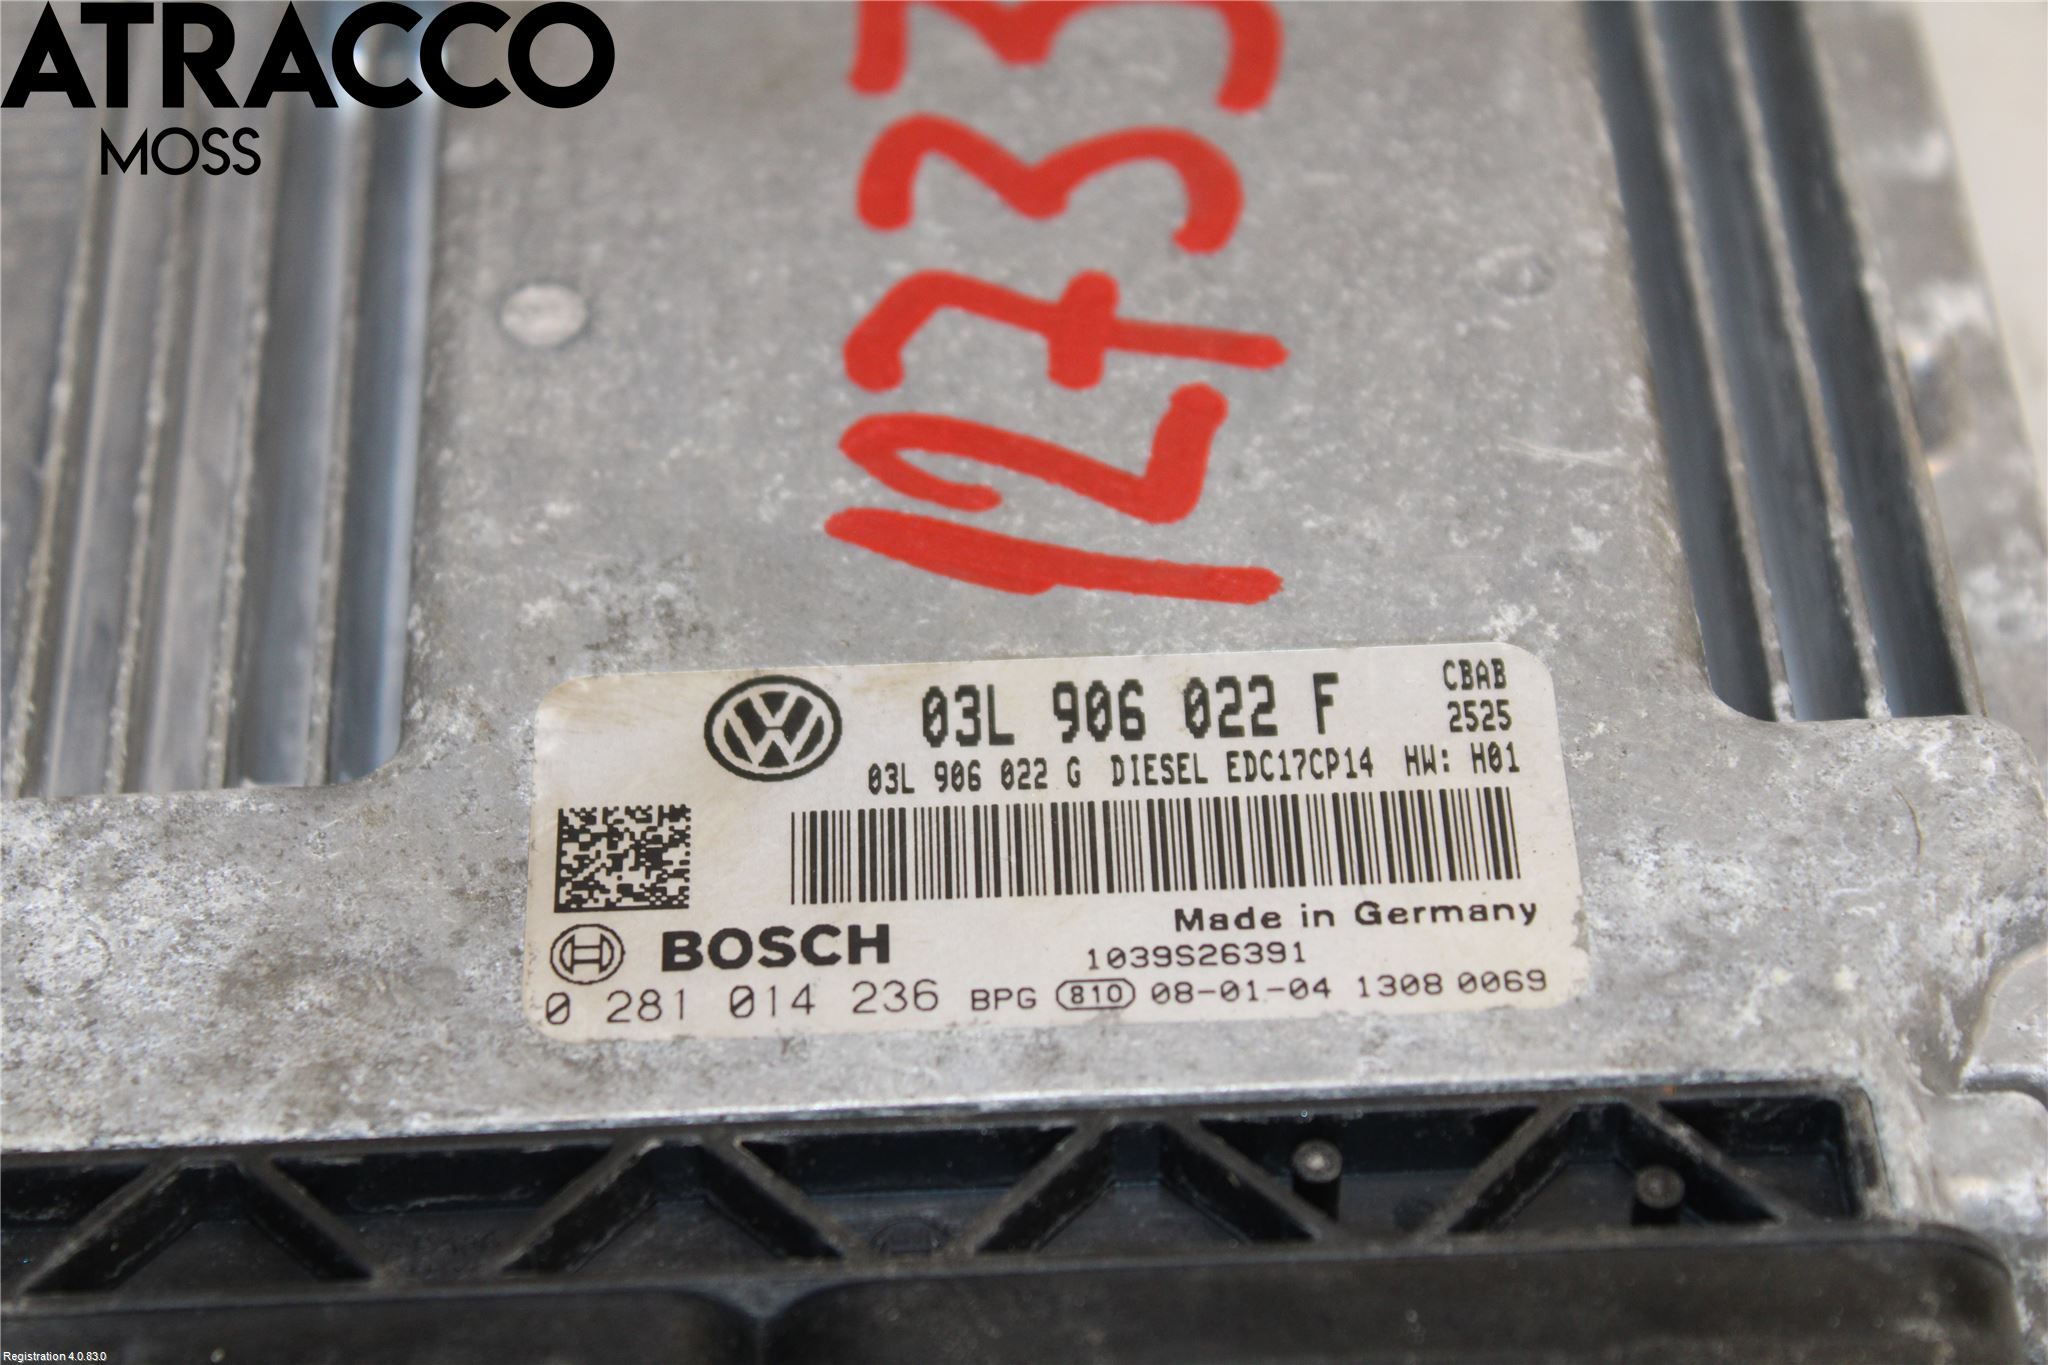 ATRACCO
MOSS
12733
03L 906 022 F
CBAB
2525
03L 906 022 G DIESEL EDC17CP14 HW: H01
Made in Germany
BOSCH
1039S26391
0 281 014 236 BPG 810 08-01-04 1308 0069
Registration 4.0.83.0